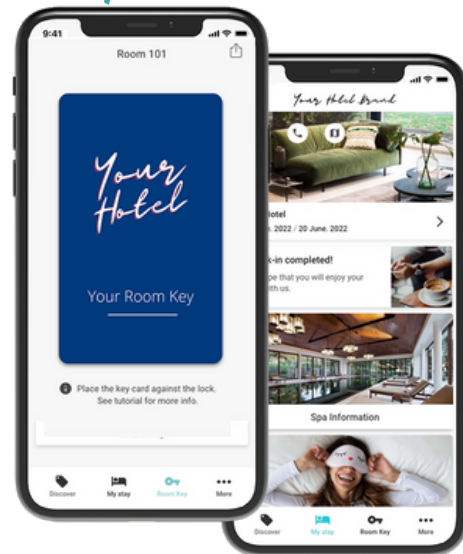 9:41
Room 101
Your
Hotel
Your Room Key
Place the key card against the lock.
See tutorial for more info.
Discover
My stay
Room Key
More
Your Hotel Brand
otel
2022 / 20 June. 2022
k-in completed!
pe that you will enjoy your
ith us.
Spa Information
Discover
My stay
Room Key
More